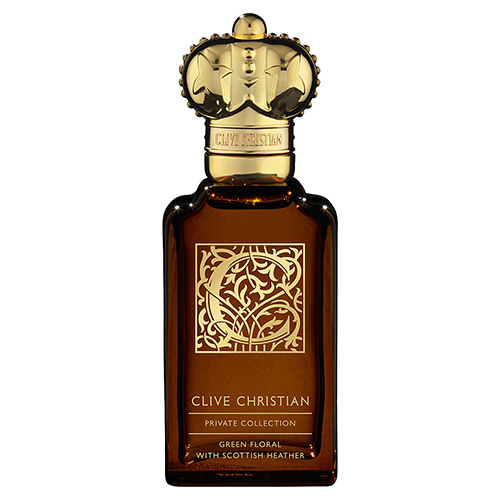 CLIVE CHRISTIAN
C
CLIVE CHRISTIAN
PRIVATE COLLECTION
GREEN FLORAL
WITH SCOTTISH HEATHER